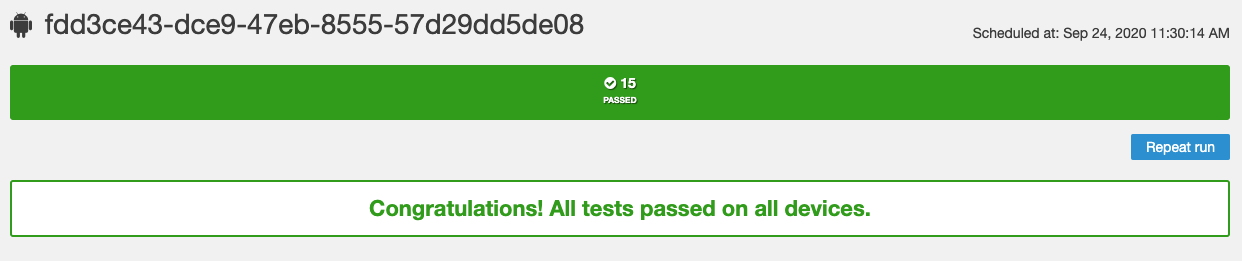 fdd3ce43-dce9-47eb-8555-57d29dd5de08
Scheduled at: Sep 24, 2020 11:30:14 AM
15
PASSED
Repeat run
Congratulations! All tests passed on all devices.